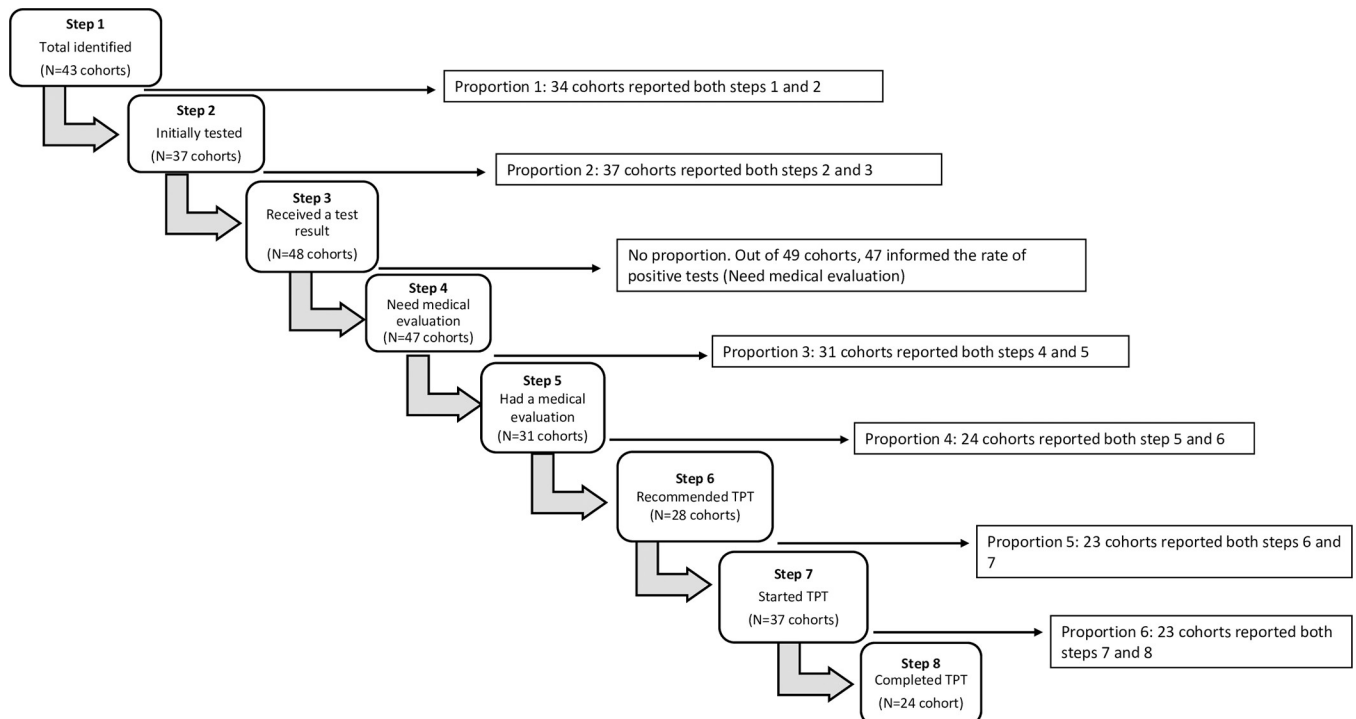 Step 1
Total identified
(N=43 cohorts)
Proportion 1: 34 cohorts reported both steps 1 and 2
Step 2
Initially tested
(N=37 cohorts)
Proportion 2: 37 cohorts reported both steps 2 and 3
Step 3
Received a test
result
(N=48 cohorts)
No proportion. Out of 49 cohorts, 47 informed the rate of
positive tests (Need medical evaluation)
Step 4
Need medical
evaluation
(N=47 cohorts)
Proportion 3: 31 cohorts reported both steps 4 and 5
Step 5
Had a medical
evaluation
(N=31 cohorts)
Proportion 4: 24 cohorts reported both step 5 and 6
Step 6
Recommended TPT
(N=28 cohorts)
Proportion 5: 23 cohorts reported both steps 6 and
7
Step 7
Started TPT
(N=37 cohorts)
Proportion 6: 23 cohorts reported both
steps 7 and 8
Step 8
Completed TPT
(N=24 cohort)